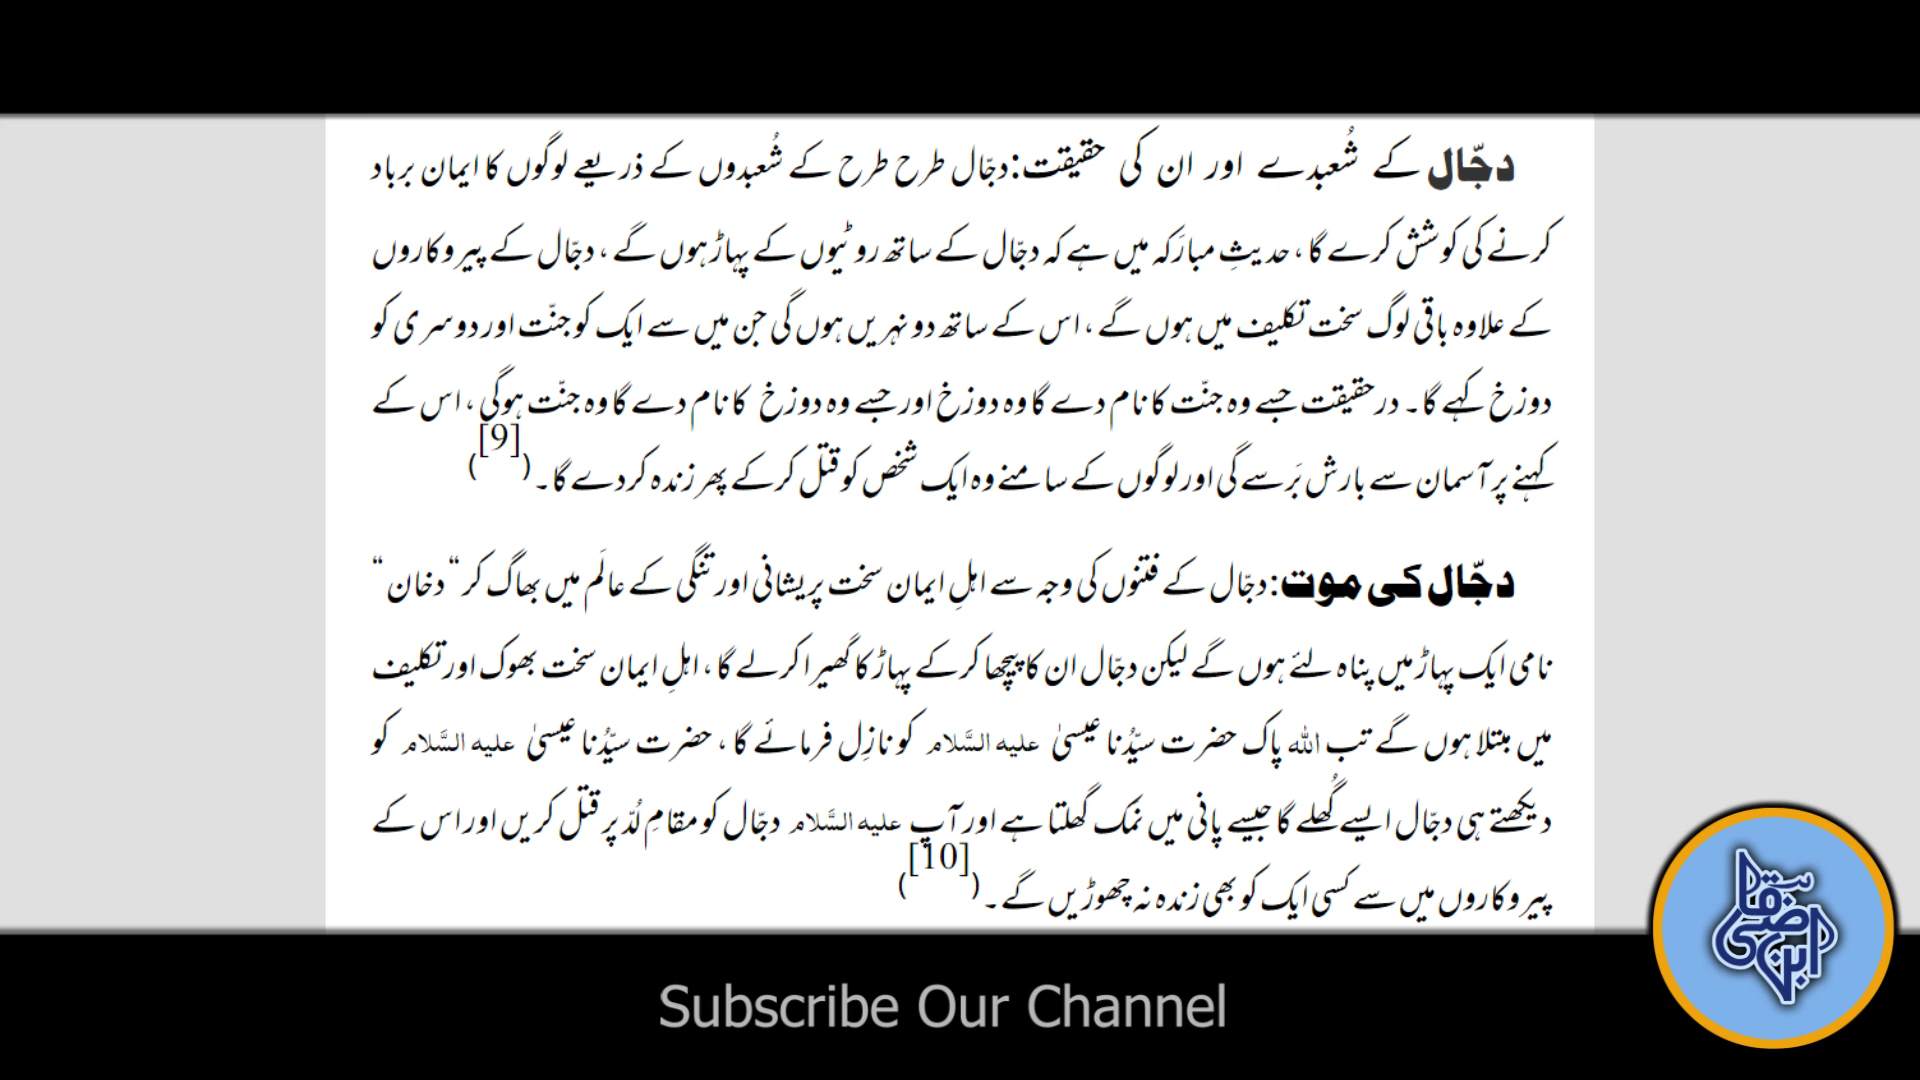 دجّال کے شُعبدے اور ان کی حقیقت:دجّال طرح طرح کے شُعبدوں کے ذریعے لوگوں کا ایمان برباد
کرنے کی کوشش کرے گا، حدیثِ مبارَکہ میں ہے کہ دجّال کے ساتھ روٹیوں کے پہاڑ ہوں گے، دجّال کے پیروکاروں
کے علاوہ باقی لوگ سخت تکلیف میں ہوں گے، اس کے ساتھ دو نہریں ہوں گی جن میں سے ایک کو جنّت اور دوسری کو
دوزخ کہے گا۔ درحقیقت جسے وہ جنّت کا نام دے گا وہ دوزخ اور جسے وہ دوزخ کا نام دے گا وہ جنّت ہوگی، اس کے
کہنے پر آسمان سے بارش بَرسے گی اور لوگوں کے سامنے وہ ایک شخص کو قتل کرکے پھر زندہ کردے گا۔([9])
دجّال کی موت:دجّال کے فتنوں کی وجہ سے اہلِ ایمان سخت پریشانی اور تنگی کے عالَم میں بھاگ کر “دخان“
نامی ایک پہاڑ میں پناہ لئے ہوں گے لیکن دجّال ان کا پیچھا کرکے پہاڑ کا گھیرا کرلے گا، اہلِ ایمان سخت بھوک اور تکلیف
میں مبتلا ہوں گے تب اللہ پاک حضرت سیّدُنا عیسیٰ علیہ السَّلام کو نازِل فرمائے گا، حضرت سیّدُنا عیسیٰ علیہ السَّلام کو
دیکھتے ہی دجّال ایسے گُھلے گا جیسے پانی میں نمک گھلتا ہے اور آپ علیہ السَّلام دجّال کو مقامِ لُدّ پر قتل کریں اور اس کے
پیروکاروں میں سے کسی ایک کو بھی زندہ نہ چھوڑیں گے۔([10])
Subscribe Our Channel